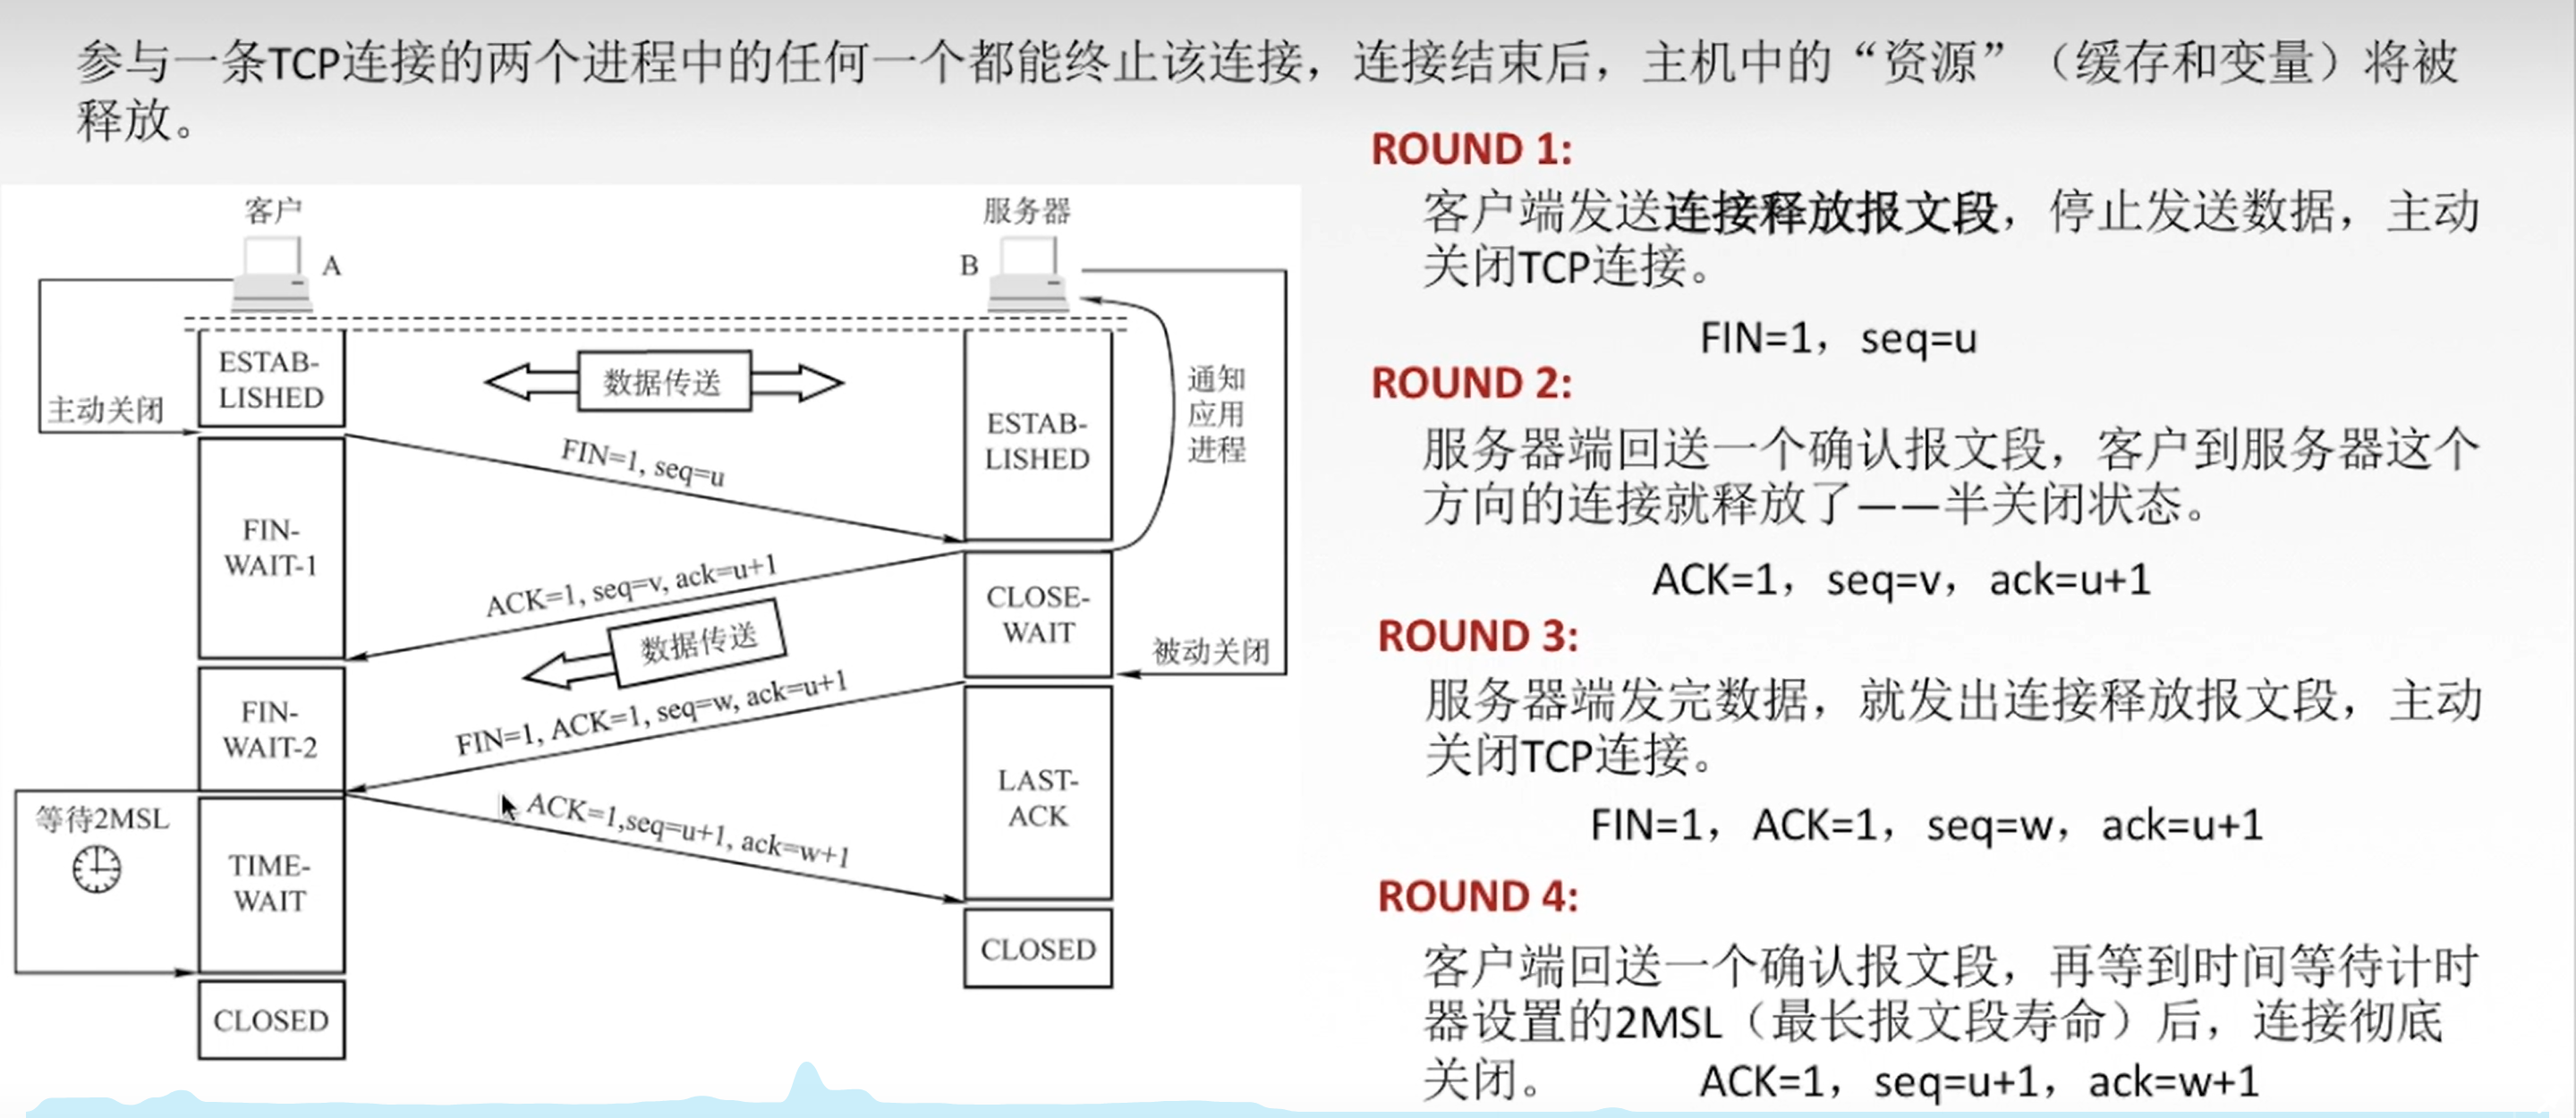 参与一条TCP连接的两个进程中的任何一个都能终止该连接，连接结束后，主机中的“资源”（缓存和变量）将被
释放。
客户
服务器
A
B
ESTAB-
LISHED
数据传送
主动关闭
ESTAB-
LISHED
通知
应用
进程
FIN=1, seq=u
FIN-
WAIT-1
ACK=1, seq=v, ack=u+1
CLOSE-
WAIT
数据传送
被动关闭
FIN-
WAIT-2
FIN=1, ACK=1, seq=w, ack=u+1
LAST-
ACK
等待2MSL
ACK=1,seq=u+1, ack=w+1
TIME-
WAIT
CLOSED
CLOSED
ROUND 1:
客户端发送连接释放报文段，停止发送数据，主动
关闭TCP连接。
FIN=1，seq=u
ROUND 2:
服务器端回送一个确认报文段，客户到服务器这个
方向的连接就释放了——半关闭状态。
ACK=1，seq=v，ack=u+1
ROUND 3:
服务器端发完数据，就发出连接释放报文段，主动
关闭TCP连接。
FIN=1，ACK=1，seq=w，ack=u+1
ROUND 4:
客户端回送一个确认报文段，再等到时间等待计时
器设置的2MSL（最长报文段寿命）后，连接彻底
关闭。 ACK=1，seq=u+1，ack=w+1